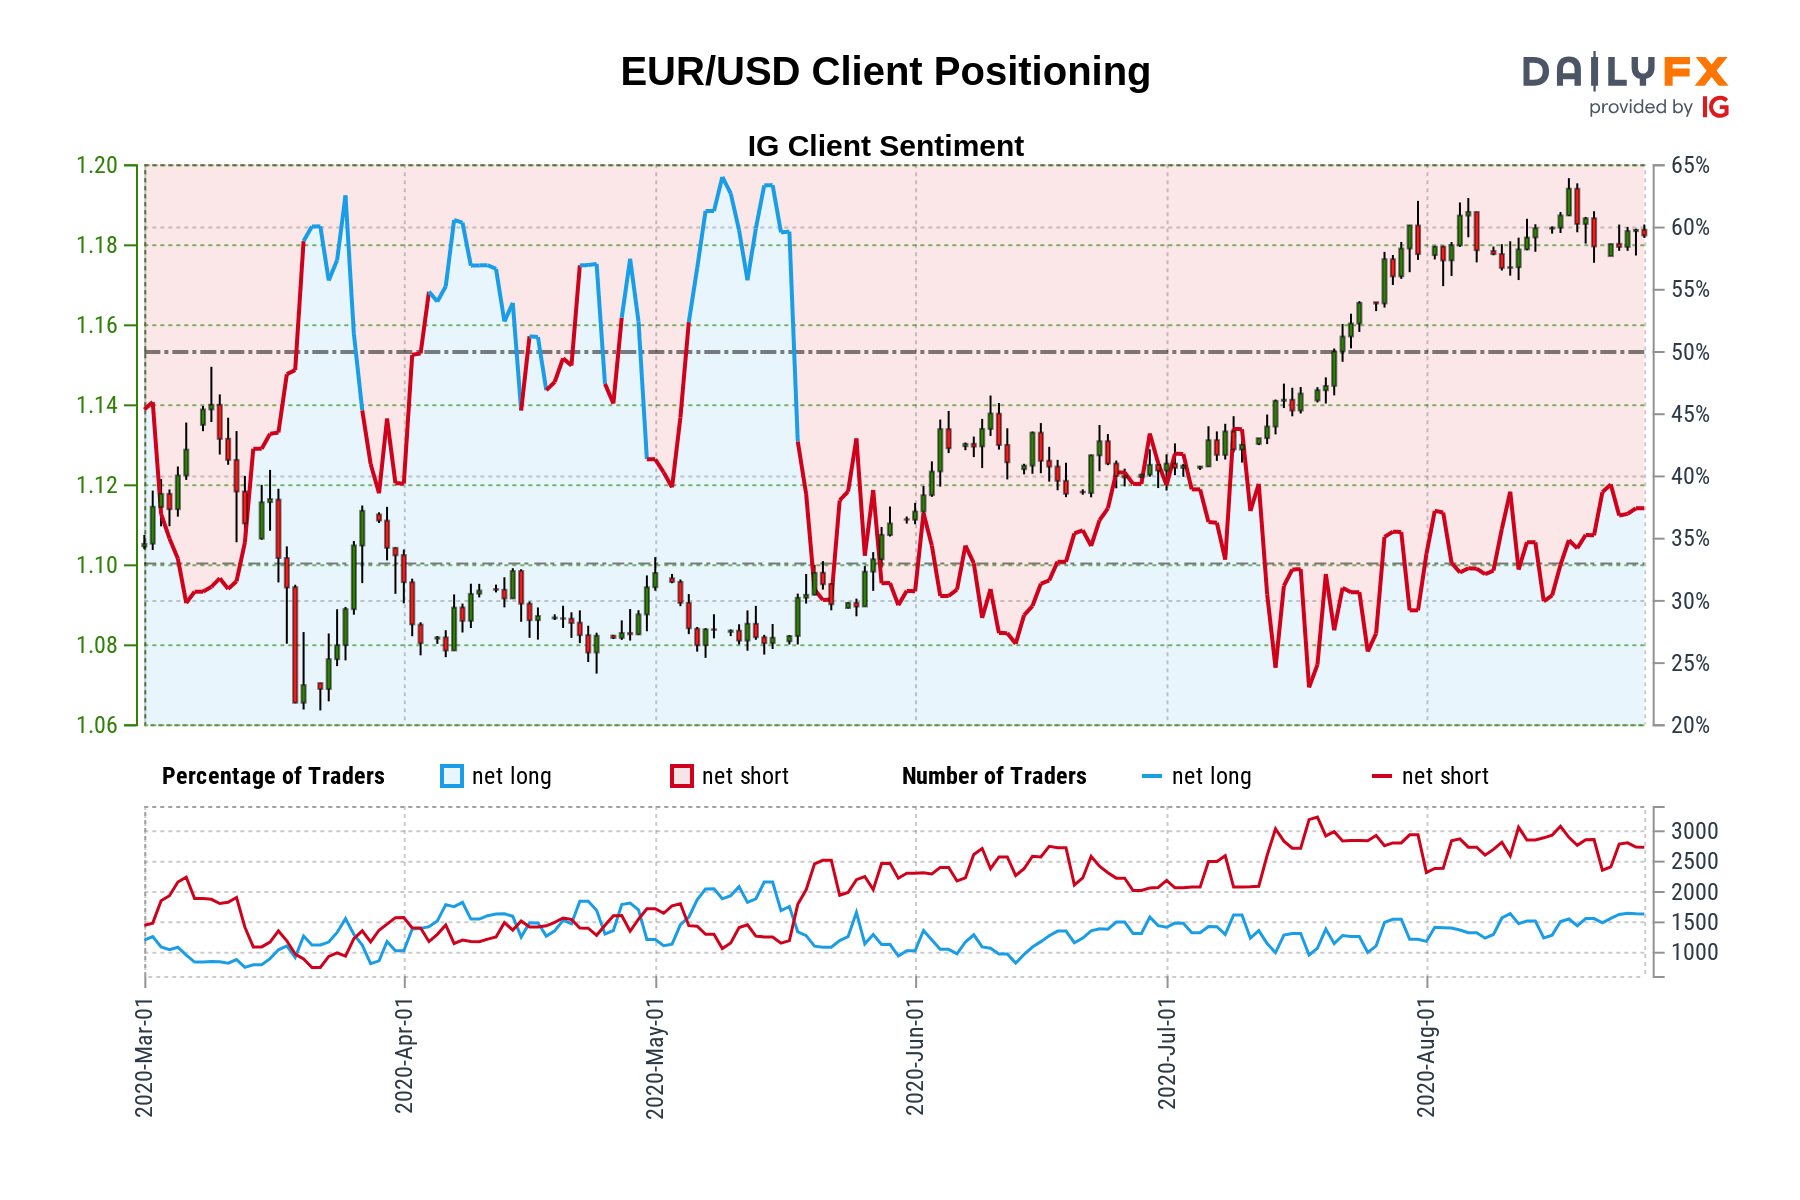 EUR/USD Client Positioning
DAILYFX
provided by IG
IG Client Sentiment
1.20
1.18
1.16
1.14
1.12
1.10
1.08
1.06
65%
60%
55%
50%
45%
40%
35%
30%
25%
20%
Percentage of Traders net long net short Number of Traders net long net short
3000
2500
2000
1500
1000
2020-Mar-01
2020-Apr-01
2020-May-01
2020-Jun-01
2020-Jul-01
2020-Aug-01